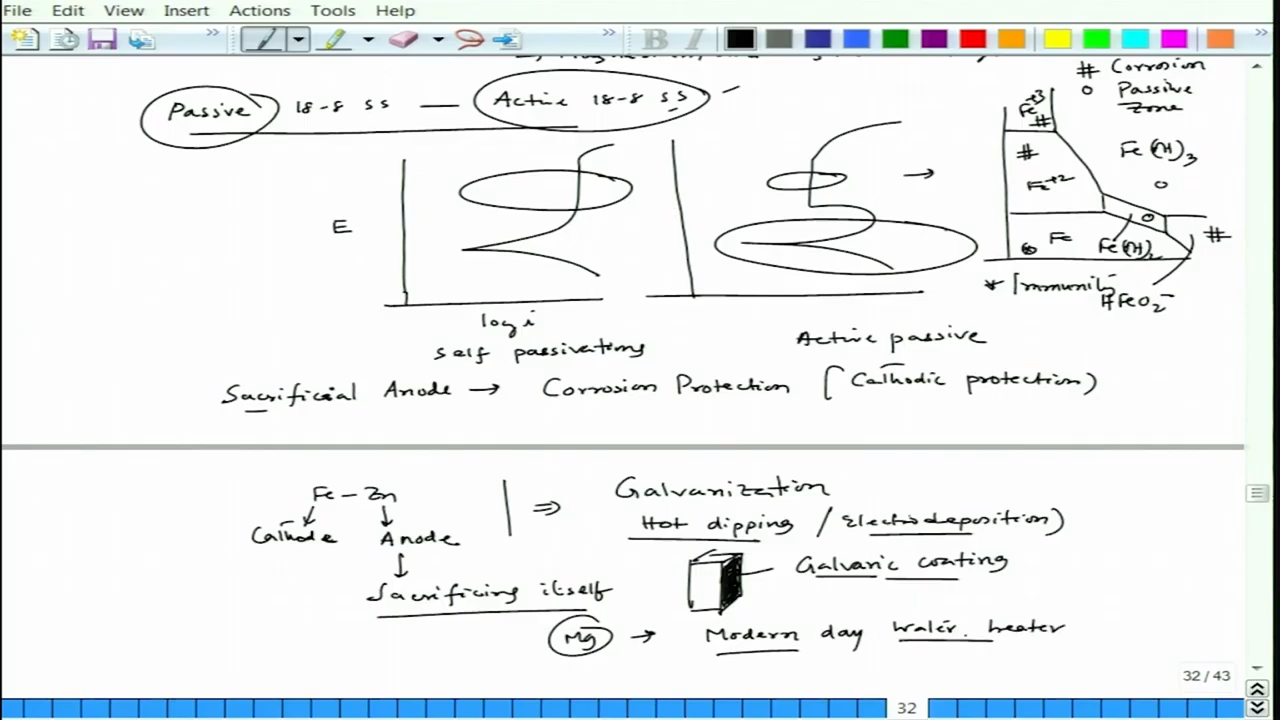 File Edit View Insert Actions Tools Help
# Corrosion
o Passive Zone
Passive 18-8 SS — Active 18-8 SS
Fe+3
#
#
Fe+2
Fe(OH)3
o
E
Fe
Fe(OH)2
#
* Immunity
HFeO2-
log i
Self passivations
Active passive
Sacrificial Anode → Corrosion Protection (Cathodic protection)
Fe - Zn
Cathode Anode
Sacrificing itself
⇒ Galvanization
Hot dipping / Electrodeposition)
Galvanic coating
Mg → Modern day water heater
32 / 43
32